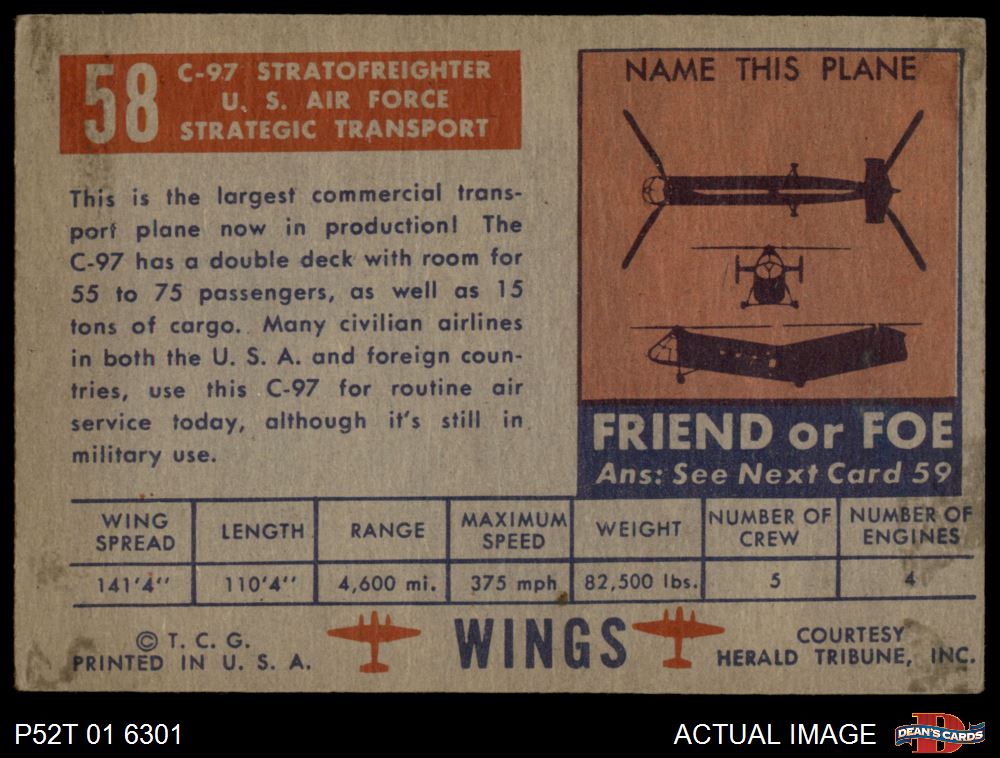 58
C-97 STRATOFREIGHTER
U. S. AIR FORCE
STRATEGIC TRANSPORT
This is the largest commercial trans-
port plane now in production! The
C-97 has a double deck with room for
55 to 75 passengers, as well as 15
tons of cargo. Many civilian airlines
in both the U. S. A. and foreign coun-
tries, use this C-97 for routine air
service today, although it's still in
military use.
NAME THIS PLANE
FRIEND or FOE
Ans: See Next Card 59
WING SPREAD LENGTH RANGE MAXIMUM SPEED WEIGHT NUMBER OF CREW NUMBER OF ENGINES
141'4'' 110'4'' 4,600 mi. 375 mph 82,500 lbs. 5 4
© T. C. G.
PRINTED IN U. S. A.
WINGS
COURTESY
HERALD TRIBUNE, INC.
P52T 01 6301
ACTUAL IMAGE
D
DEAN'S CARDS